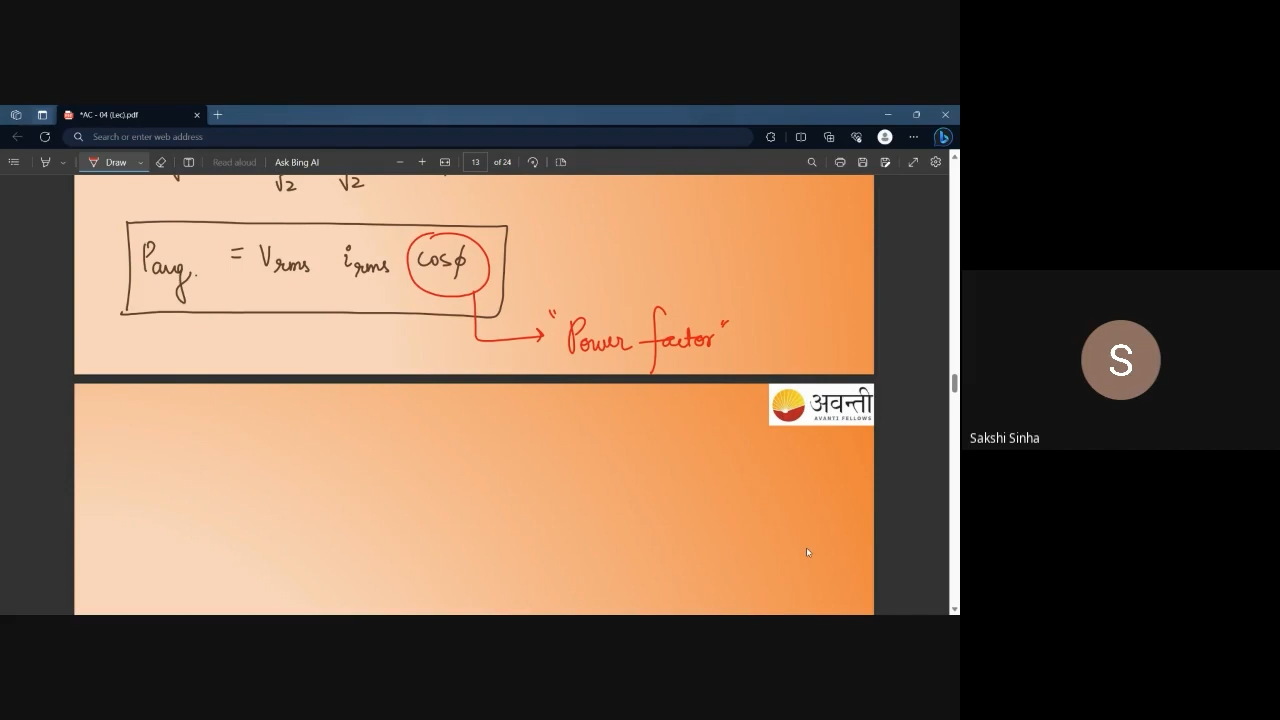 *AC - 04 (Lec).pdf
Search or enter web address
Draw
Read aloud
Ask Bing AI
13 of 24
√2 √2
Pavg. = Vrms irms cosϕ
"Power factor"
अवन्ती
AVANTI FELLOWS
S
Sakshi Sinha